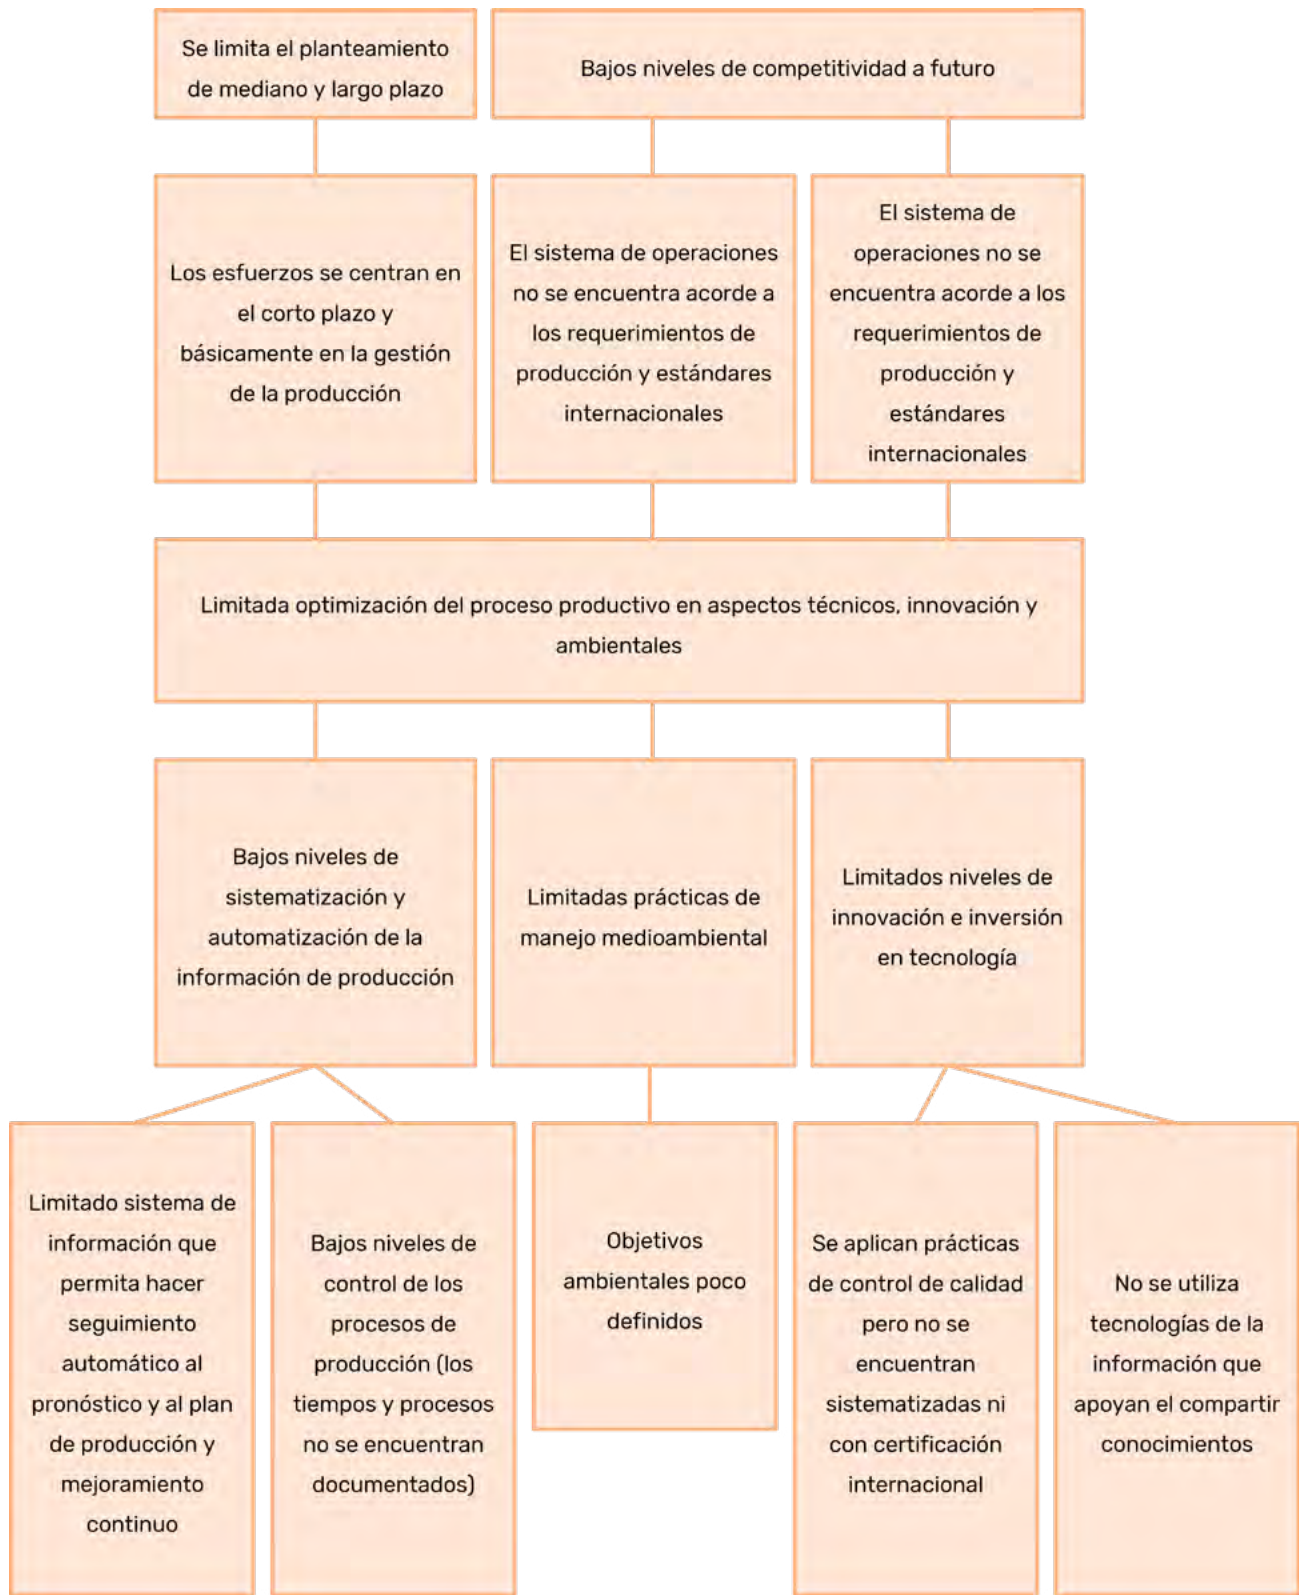 Se limita el planteamiento
de mediano y largo plazo
Bajos niveles de competitividad a futuro
Los esfuerzos se centran en
el corto plazo y
básicamente en la gestión
de la producción
El sistema de operaciones
no se encuentra acorde a
los requerimientos de
producción y estándares
internacionales
El sistema de
operaciones no se
encuentra acorde a los
requerimientos de
producción y
estándares
internacionales
Limitada optimización del proceso productivo en aspectos técnicos, innovación y
ambientales
Bajos niveles de
sistematización y
automatización de la
información de producción
Limitadas prácticas de
manejo medioambiental
Limitados niveles de
innovación e inversión
en tecnología
Limitado sistema de
información que
permita hacer
seguimiento
automático al
pronóstico y al plan
de producción y
mejoramiento
continuo
Bajos niveles de
control de los
procesos de
producción (los
tiempos y procesos
no se encuentran
documentados)
Objetivos
ambientales poco
definidos
Se aplican prácticas
de control de calidad
pero no se
encuentran
sistematizadas ni
con certificación
internacional
No se utiliza
tecnologías de la
información que
apoyan el compartir
conocimientos